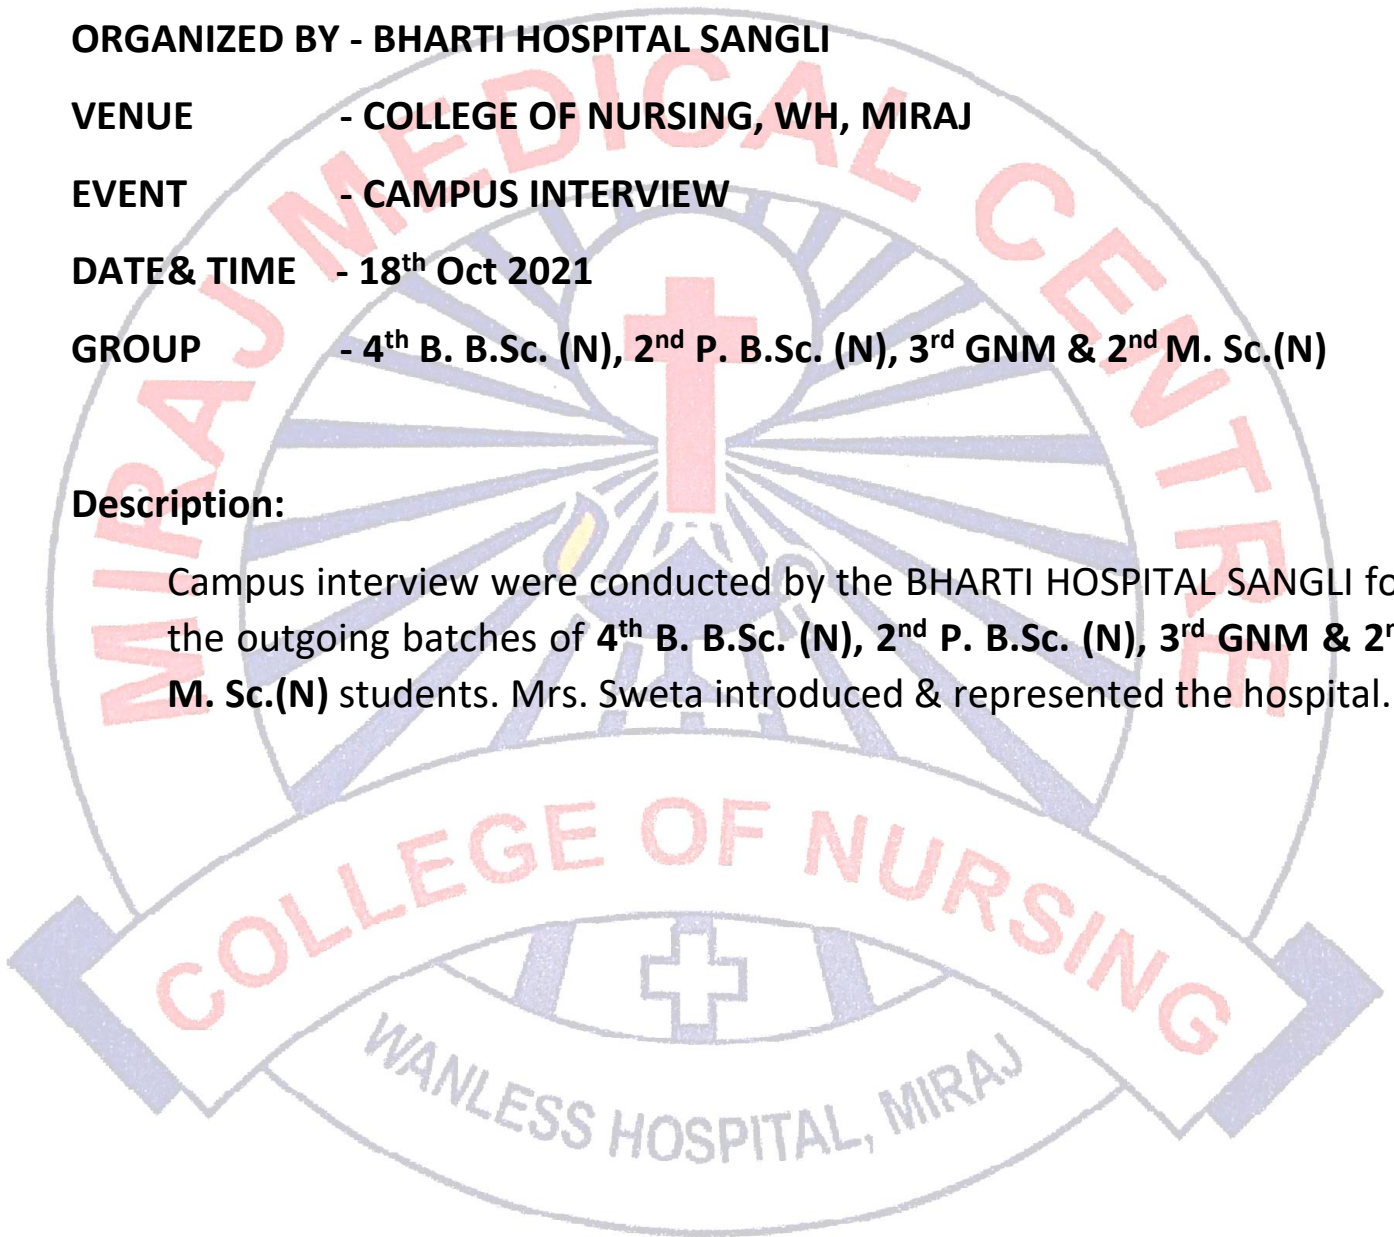 ORGANIZED BY - BHARTI HOSPITAL SANGLI
VENUE - COLLEGE OF NURSING, WH, MIRAJ
EVENT - CAMPUS INTERVIEW
DATE& TIME - 18th Oct 2021
GROUP - 4th B. B.Sc. (N), 2nd P. B.Sc. (N), 3rd GNM & 2nd M. Sc.(N)
Description:
Campus interview were conducted by the BHARTI HOSPITAL SANGLI fo
the outgoing batches of 4th B. B.Sc. (N), 2nd P. B.Sc. (N), 3rd GNM & 2n
M. Sc.(N) students. Mrs. Sweta introduced & represented the hospital.
MIRAJ MEDICAL CENTRE
COLLEGE OF NURSING
WANLESS HOSPITAL, MIRAJ